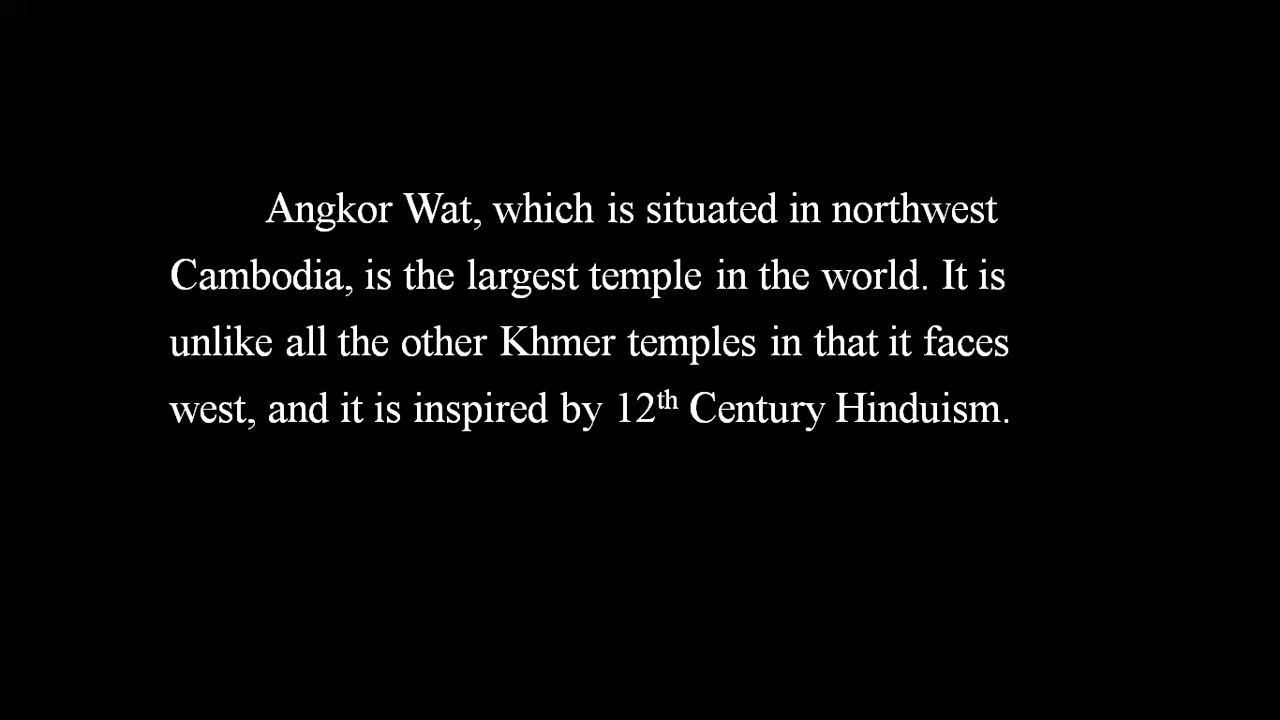 Angkor Wat, which is situated in northwest
Cambodia, is the largest temple in the world. It is
unlike all the other Khmer temples in that it faces
west, and it is inspired by 12th Century Hinduism.